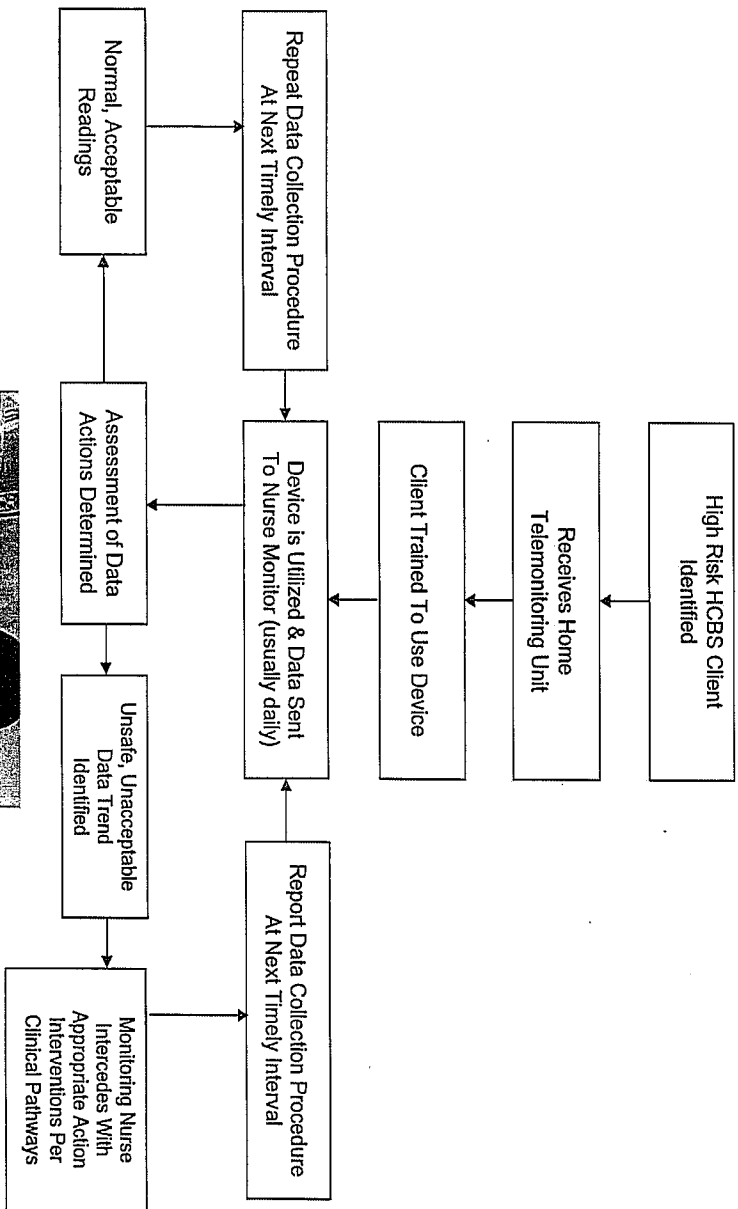 High Risk HCBS Client
Identified
Receives Home
Telemonitoring Unit
Client Trained To Use Device
Device is Utilized & Data Sent
To Nurse Monitor (usually daily)
Repeat Data Collection Procedure
At Next Timely Interval
Report Data Collection Procedure
At Next Timely Interval
Normal, Acceptable
Readings
Assessment of Data
Actions Determined
Unsafe, Unacceptable
Data Trend
Identified
Monitoring Nurse
Intercedes With
Appropriate Action
Interventions Per
Clinical Pathways